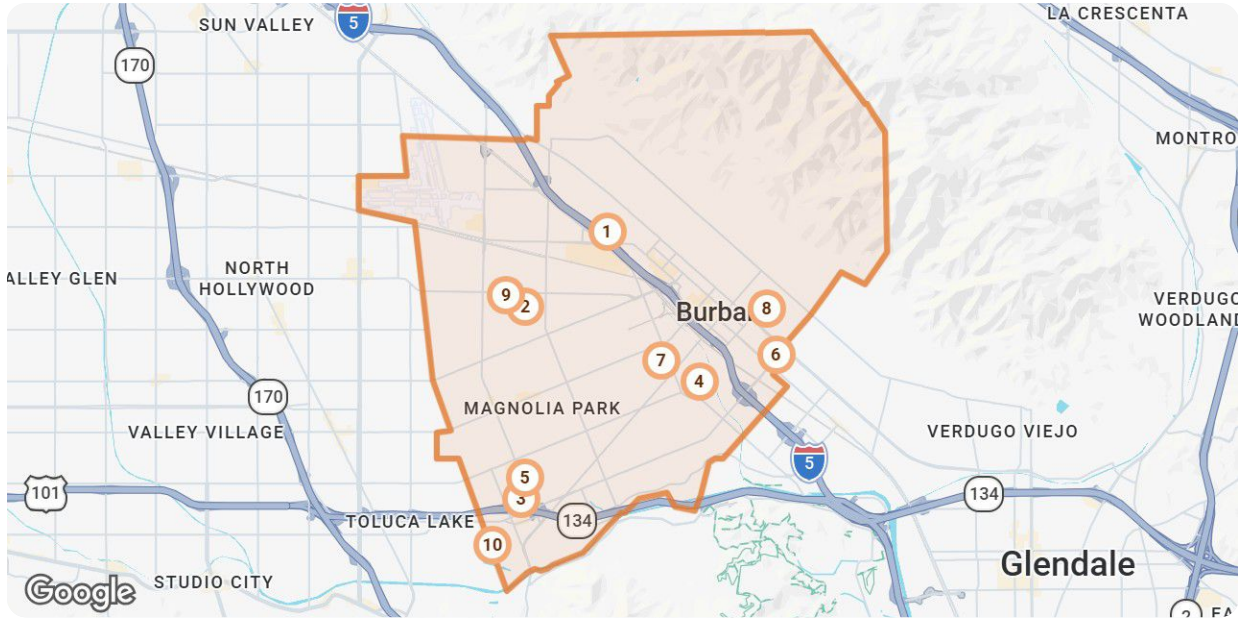 SUN VALLEY
5
LA CRESCENTA
170
MONTRO
1
NORTH
HOLLYWOOD
ALLEY GLEN
9
2
Burba
8
VERDUGO
WOODLAND
6
7
4
170
MAGNOLIA PARK
VALLEY VILLAGE
VERDUGO VIEJO
5
5
101
3
134
134
TOLUCA LAKE
10
Glendale
STUDIO CITY
Google
2